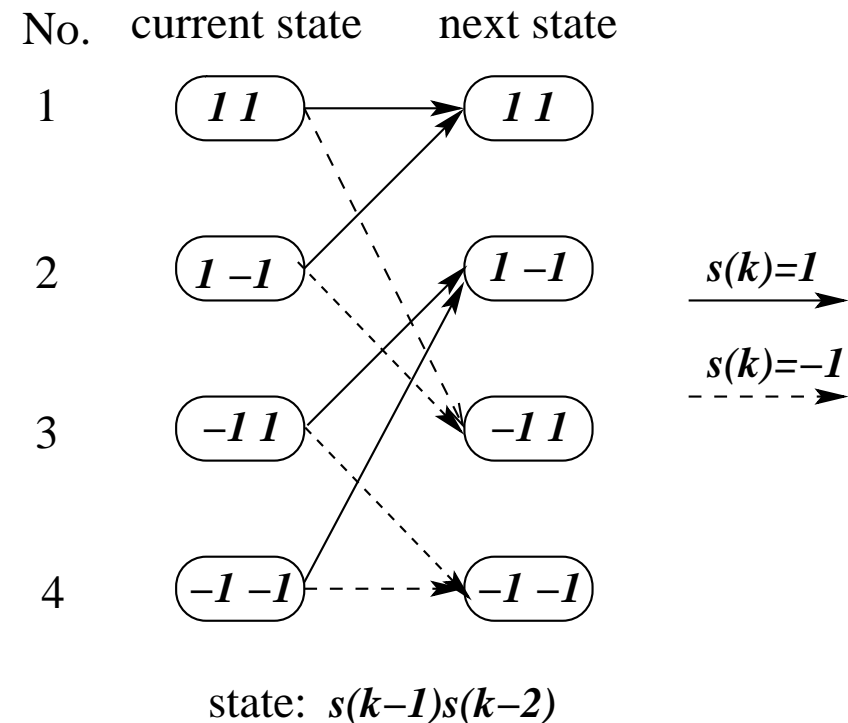 No. current state next state
1 1 1 1 1
2 1 –1 1 –1
s(k)=1
s(k)=–1
3 –1 1 –1 1
4 –1 –1 –1 –1
state: s(k–1)s(k–2)